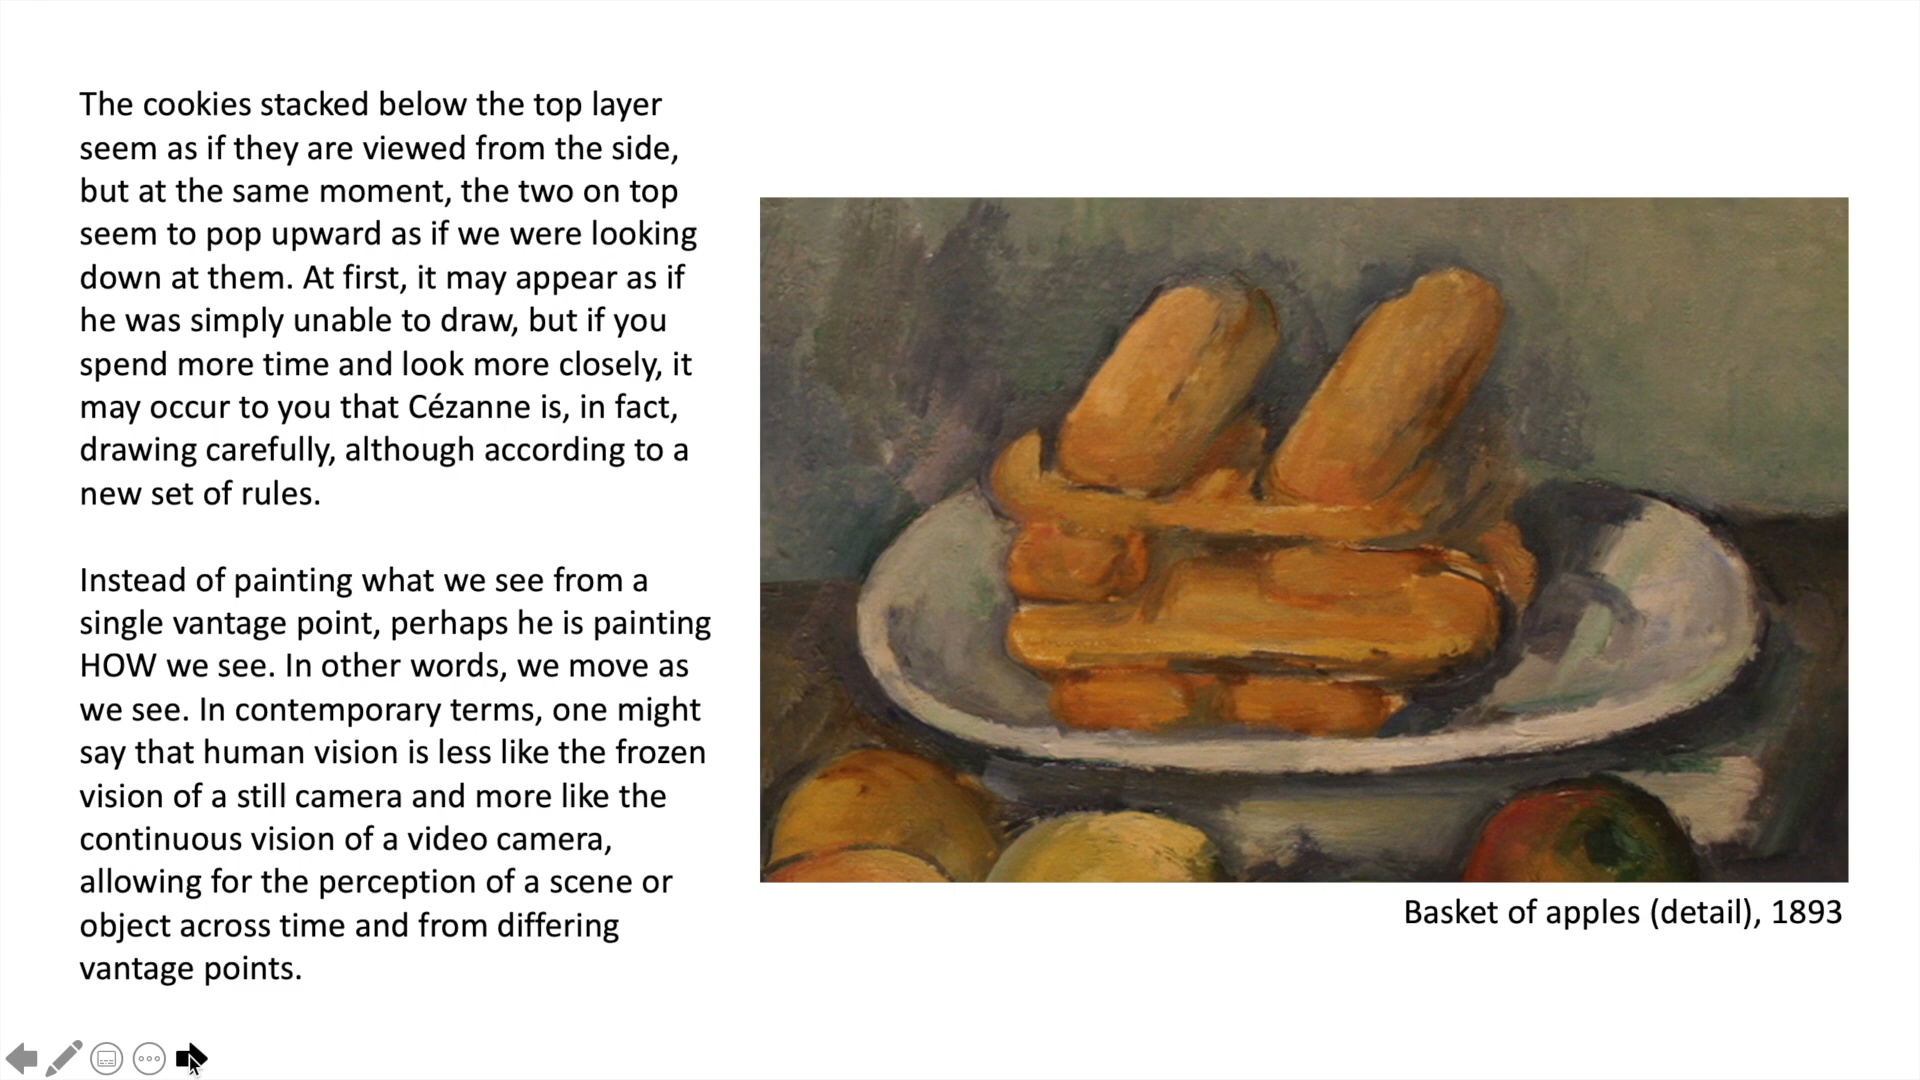 The cookies stacked below the top layer
seem as if they are viewed from the side,
but at the same moment, the two on top
seem to pop upward as if we were looking
down at them. At first, it may appear as if
he was simply unable to draw, but if you
spend more time and look more closely, it
may occur to you that Cézanne is, in fact,
drawing carefully, although according to a
new set of rules.
Instead of painting what we see from a
single vantage point, perhaps he is painting
HOW we see. In other words, we move as
we see. In contemporary terms, one might
say that human vision is less like the frozen
vision of a still camera and more like the
continuous vision of a video camera,
allowing for the perception of a scene or
object across time and from differing
vantage points.
Basket of apples (detail), 1893